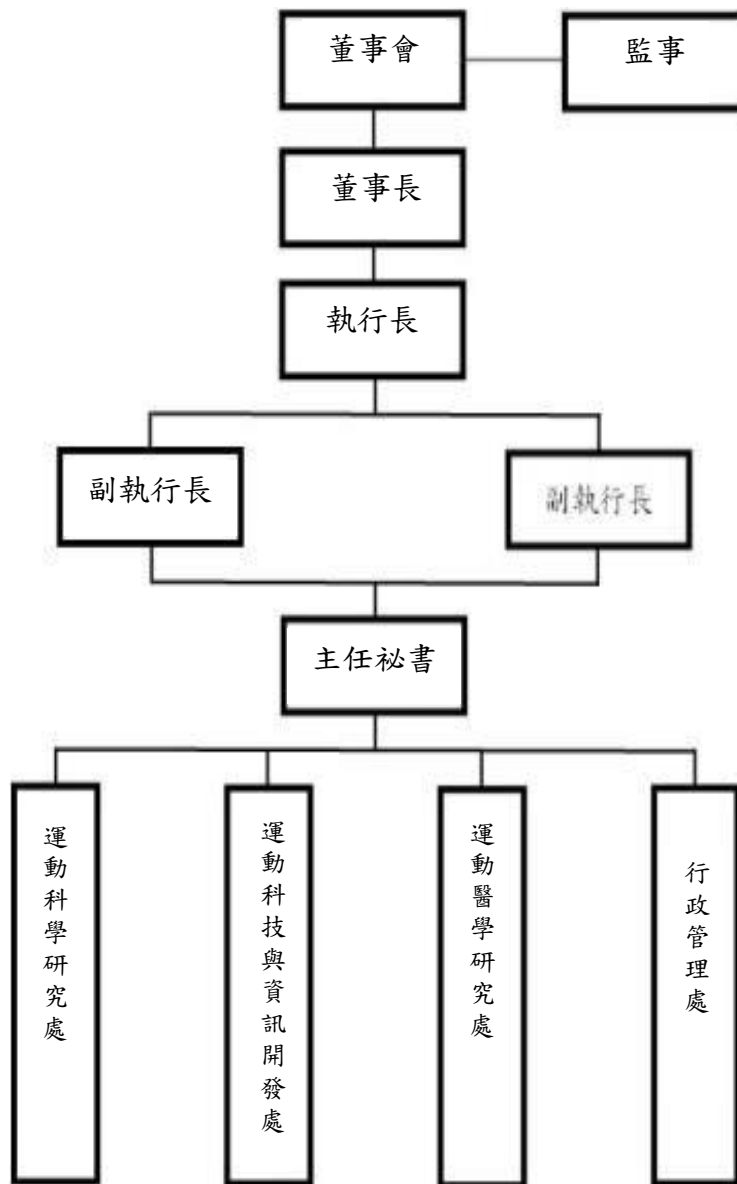 董事會
監事
董事長
執行長
副執行長
副執行長
主任祕書
運動科學研究處
運動科技與資訊開發處
運動醫學研究處
行政管理處